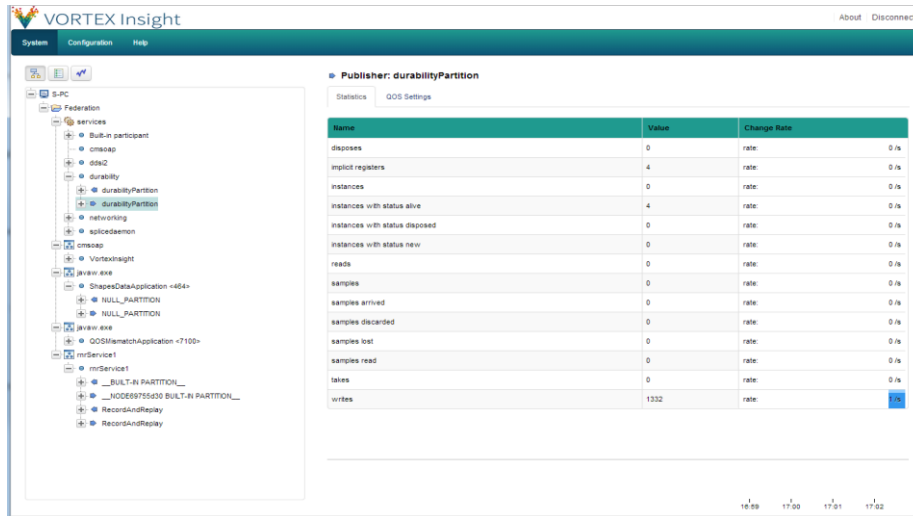 VORTEX Insight
About Disconnec
System Configuration Help
S-PC
Federation
services
Built-in participant
cmsoap
ddsi2
durability
durabilityPartition
durabilityPartition
networking
splicedaemon
cmsoap
VortexInsight
javaw.exe
ShapesDataApplication <464>
NULL_PARTITION
NULL_PARTITION
javaw.exe
QOSMismatchApplication <7100>
rnrService1
rnrService1
__BUILT-IN PARTITION__
__NODE69755d30 BUILT-IN PARTITION__
RecordAndReplay
RecordAndReplay
Publisher: durabilityPartition
Statistics QOS Settings
Name Value Change Rate
disposes 0 rate: 0 /s
implicit registers 4 rate: 0 /s
instances 0 rate: 0 /s
instances with status alive 4 rate: 0 /s
instances with status disposed 0 rate: 0 /s
instances with status new 0 rate: 0 /s
reads 0 rate: 0 /s
samples 0 rate: 0 /s
samples arrived 0 rate: 0 /s
samples discarded 0 rate: 0 /s
samples lost 0 rate: 0 /s
samples read 0 rate: 0 /s
takes 0 rate: 0 /s
writes 1332 rate: 1 /s
16:59 17:00 17:01 17:02